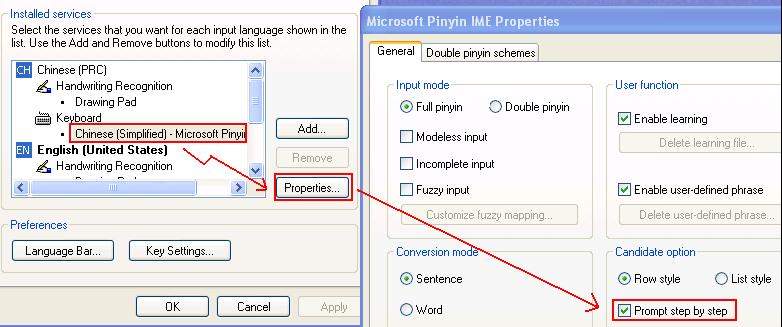 Installed services
Select the services that you want for each input language shown in the
list. Use the Add and Remove buttons to modify this list.
CH Chinese (PRC)
Handwriting Recognition
Drawing Pad
Keyboard
Chinese (Simplified) - Microsoft Pinyi
EN English (United States)
Handwriting Recognition
Add...
Remove
Properties...
Preferences
Language Bar...
Key Settings...
OK
Cancel
Apply
Microsoft Pinyin IME Properties
General
Double pinyin schemes
Input mode
Full pinyin
Double pinyin
Modeless input
Incomplete input
Fuzzy input
Customize fuzzy mapping...
Conversion mode
Sentence
Word
User function
Enable learning
Delete learning file...
Enable user-defined phrase
Delete user-defined phrase...
Candidate option
Row style
List style
Prompt step by step